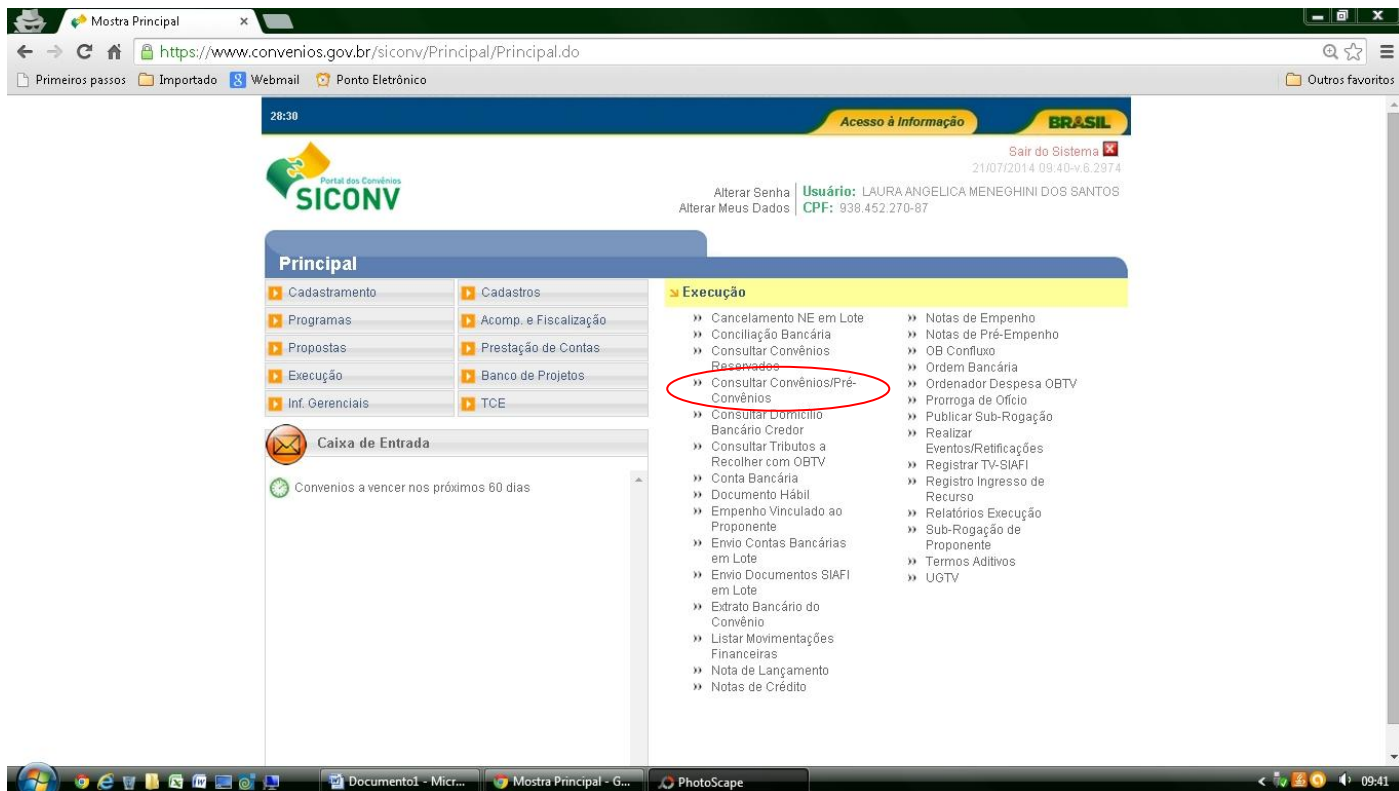 Mostra Principal
https://www.convenios.gov.br/siconv/Principal/Principal.do
Primeiros passos Importado Webmail Ponto Eletrônico Outros favoritos
28:30 Acesso à Informação BRASIL
Sair do Sistema
21/07/2014 09:40-v.6.2974
Portal dos Convênios
SICONV
Alterar Senha Usuário: LAURA ANGELICA MENEGHINI DOS SANTOS
Alterar Meus Dados CPF: 938.452.270-87
Principal
Cadastramento Cadastros
Programas Acomp. e Fiscalização
Propostas Prestação de Contas
Execução Banco de Projetos
Inf. Gerenciais TCE
Caixa de Entrada
Convenios a vencer nos próximos 60 dias
Execução
Cancelamento NE em Lote
Conciliação Bancária
Consultar Convênios
Reservados
Consultar Convênios/Pré-
Convênios
Consultar Domicílio
Bancário Credor
Consultar Tributos a
Recolher com OBTV
Conta Bancária
Documento Hábil
Empenho Vinculado ao
Proponente
Envio Contas Bancárias
em Lote
Envio Documentos SIAFI
em Lote
Extrato Bancário do
Convênio
Listar Movimentações
Financeiras
Nota de Lançamento
Notas de Crédito
Notas de Empenho
Notas de Pré-Empenho
OB Confluxo
Ordem Bancária
Ordenador Despesa OBTV
Prorroga de Ofício
Publicar Sub-Rogação
Realizar
Eventos/Retificações
Registrar TV-SIAFI
Registro Ingresso de
Recurso
Relatórios Execução
Sub-Rogação de
Proponente
Termos Aditivos
UGTV
Documento1 - Micr... Mostra Principal - G... PhotoScape 09:41